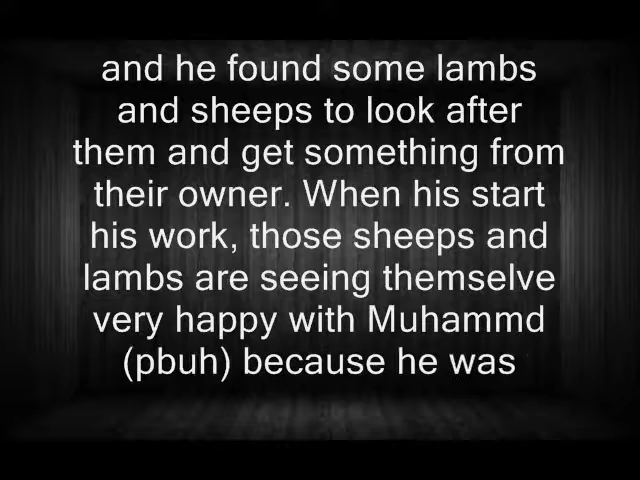 and he found some lambs
and sheeps to look after
them and get something from
their owner. When his start
his work, those sheeps and
lambs are seeing themselve
very happy with Muhammd
(pbuh) because he was